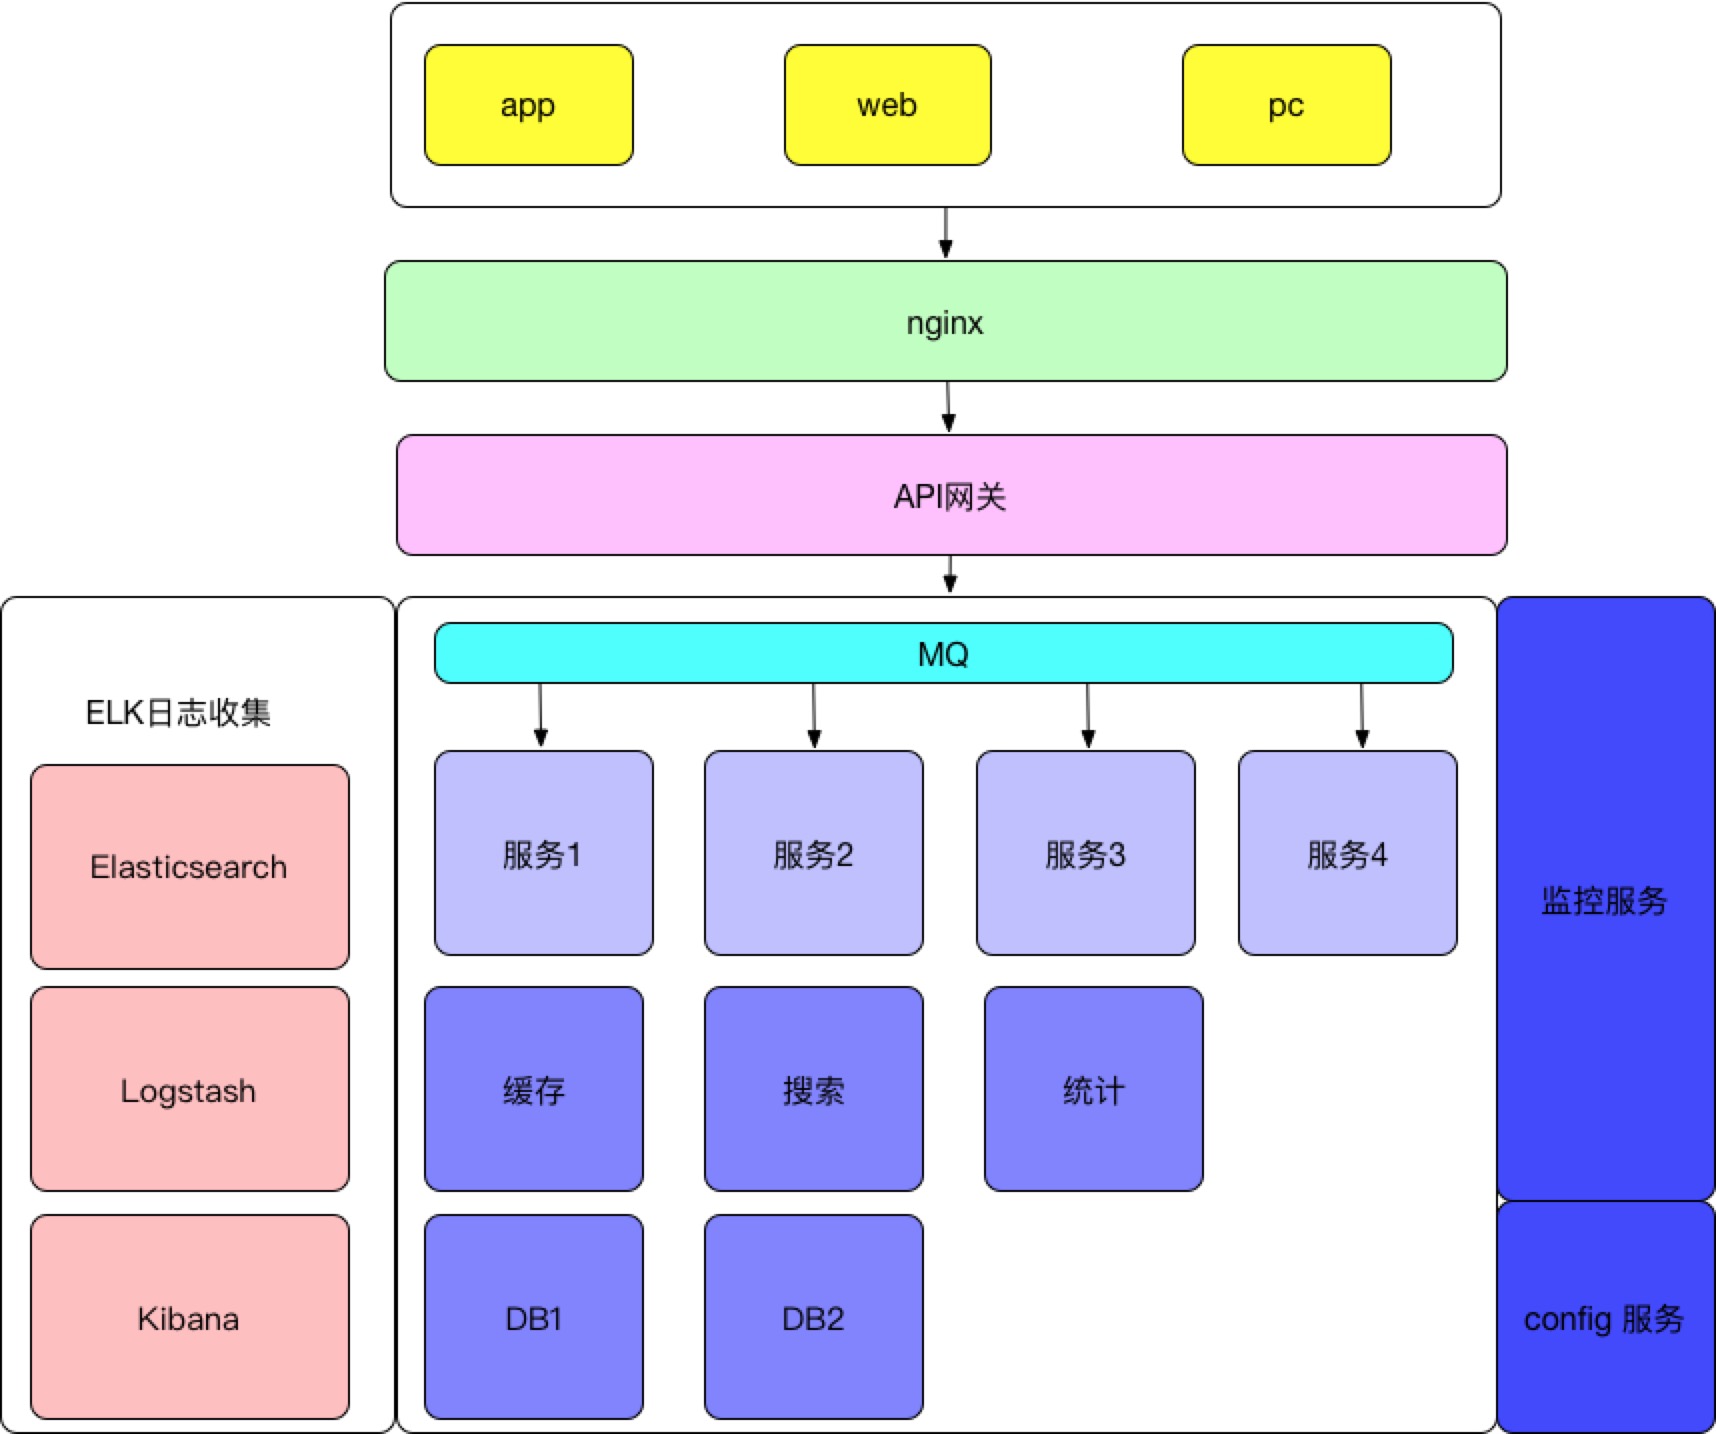 app
web
pc
nginx
API网关
MQ
ELK日志收集
Elasticsearch
Logstash
Kibana
服务1
服务2
服务3
服务4
缓存
搜索
统计
DB1
DB2
监控服务
config 服务